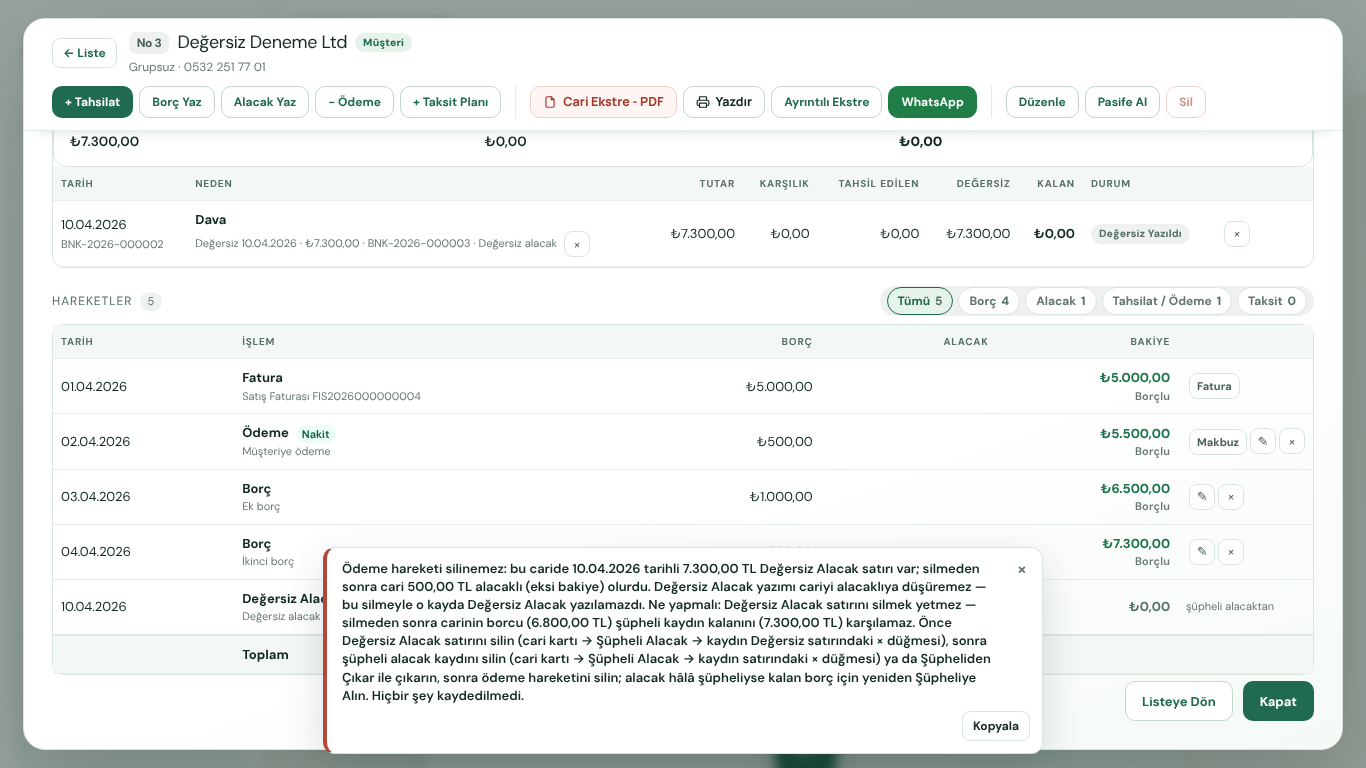 ← Liste
No 3 Değersiz Deneme Ltd Müşteri
Grupsuz · 0532 251 77 01
+ Tahsilat Borç Yaz Alacak Yaz - Ödeme + Taksit Planı Cari Ekstre - PDF Yazdır Ayrıntılı Ekstre WhatsApp Düzenle Pasife Al Sil
₺7.300,00 ₺0,00 ₺0,00
TARİH NEDEN TUTAR KARŞILIK TAHSİL EDİLEN DEĞERSİZ KALAN DURUM
10.04.2026 Dava ₺7.300,00 ₺0,00 ₺0,00 ₺7.300,00 ₺0,00 Değersiz Yazıldı ×
BNK-2026-000002 Değersiz 10.04.2026 · ₺7.300,00 · BNK-2026-000003 · Değersiz alacak ×
HAREKETLER 5 Tümü 5 Borç 4 Alacak 1 Tahsilat / Ödeme 1 Taksit 0
TARİH İŞLEM BORÇ ALACAK BAKİYE
01.04.2026 Fatura ₺5.000,00 ₺5.000,00 Fatura
Satış Faturası FIS2026000000004 Borçlu
02.04.2026 Ödeme Nakit ₺500,00 ₺5.500,00 Makbuz ✎ ×
Müşteriye ödeme Borçlu
03.04.2026 Borç ₺1.000,00 ₺6.500,00 ✎ ×
Ek borç Borçlu
04.04.2026 Borç ₺7.300,00 ✎ ×
İkinci borç Borçlu
10.04.2026 Değersiz ₺0,00 şüpheli alacaktan
Değersiz alacak
Toplam
Ödeme hareketi silinemez: bu caride 10.04.2026 tarihli 7.300,00 TL Değersiz Alacak satırı var; silmeden ×
sonra cari 500,00 TL alacaklı (eksi bakiye) olurdu. Değersiz Alacak yazımı cariyi alacaklıya düşüremez —
bu silmeyle o kayda Değersiz Alacak yazılamazdı. Ne yapmalı: Değersiz Alacak satırını silmek yetmez —
silmeden sonra carinin borcu (6.800,00 TL) şüpheli kaydın kalanını (7.300,00 TL) karşılamaz. Önce
Değersiz Alacak satırını silin (cari kartı → Şüpheli Alacak → kaydın Değersiz satırındaki × düğmesi), sonra
şüpheli alacak kaydını silin (cari kartı → Şüpheli Alacak → kaydın satırındaki × düğmesi) ya da Şüpheliden
Çıkar ile çıkarın, sonra ödeme hareketini silin; alacak hâlâ şüpheliyse kalan borç için yeniden Şüpheliye
Alın. Hiçbir şey kaydedilmedi.
Kopyala
Listeye Dön Kapat